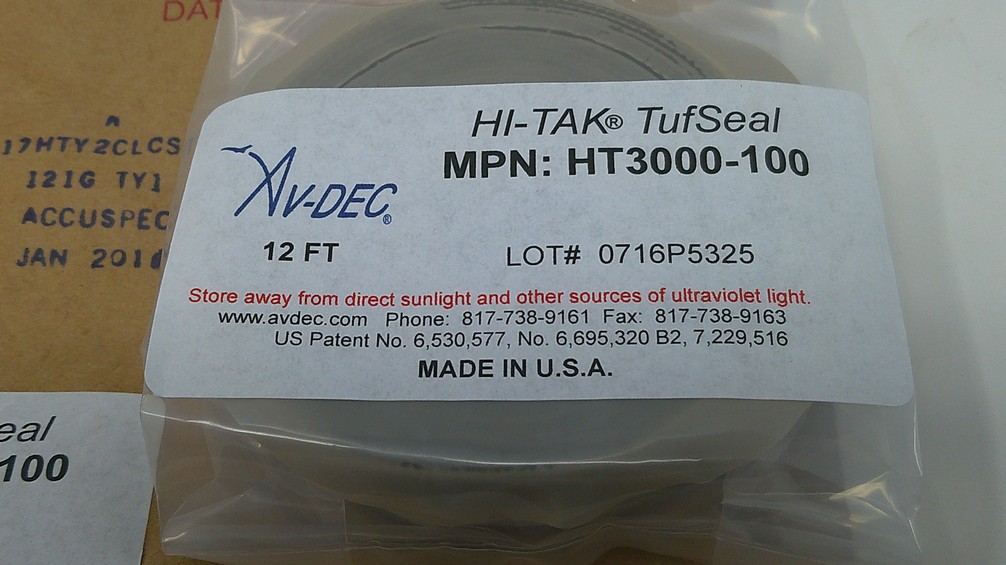 DAT
A
17HTY2CLCS
121G TY1
ACCUSPEC
JAN 201
HI-TAK® TufSeal
MPN: HT3000-100
AV-DEC®
12 FT
LOT# 0716P5325
Store away from direct sunlight and other sources of ultraviolet light.
www.avdec.com Phone: 817-738-9161 Fax: 817-738-9163
US Patent No. 6,530,577, No. 6,695,320 B2, 7,229,516
MADE IN U.S.A.
eal
100